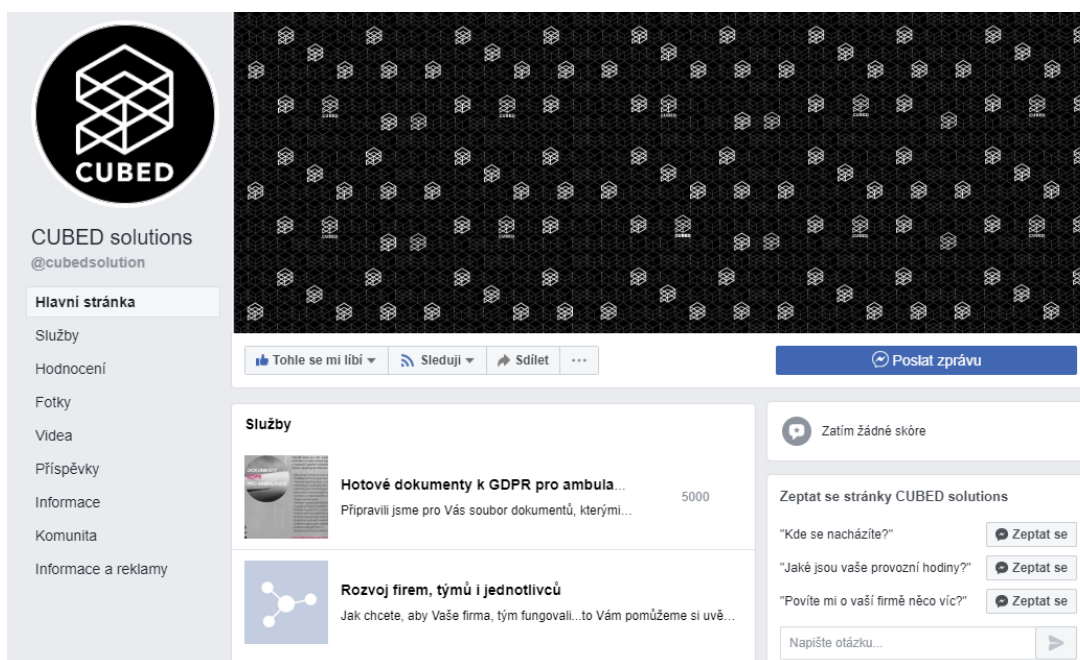 CUBED
CUBED solutions
@cubedsolution
Hlavní stránka
Služby
Hodnocení
Fotky
Videa
Příspěvky
Informace
Komunita
Informace a reklamy
Tohle se mi líbí
Sleduji
Sdílet
Poslat zprávu
Služby
DOKUMENTY
GDPR
PRO AMBULANCE
Hotové dokumenty k GDPR pro ambula...
5000
Připravili jsme pro Vás soubor dokumentů, kterými...
Rozvoj firem, týmů i jednotlivců
Jak chcete, aby Vaše firma, tým fungovali...to Vám pomůžeme si uvě...
Zatím žádné skóre
Zeptat se stránky CUBED solutions
"Kde se nacházíte?" Zeptat se
"Jaké jsou vaše provozní hodiny?" Zeptat se
"Povíte mi o vaší firmě něco víc?" Zeptat se
Napište otázku...